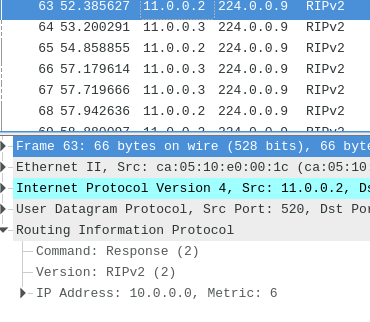 63 52.385627 11.0.0.2 224.0.0.9 RIPv2
64 53.200291 11.0.0.3 224.0.0.9 RIPv2
65 54.858855 11.0.0.2 224.0.0.9 RIPv2
66 57.179614 11.0.0.3 224.0.0.9 RIPv2
67 57.719666 11.0.0.3 224.0.0.9 RIPv2
68 57.942636 11.0.0.2 224.0.0.9 RIPv2
Frame 63: 66 bytes on wire (528 bits), 66 byte
Ethernet II, Src: ca:05:10:e0:00:1c (ca:05:10
Internet Protocol Version 4, Src: 11.0.0.2, Ds
User Datagram Protocol, Src Port: 520, Dst Por
Routing Information Protocol
Command: Response (2)
Version: RIPv2 (2)
IP Address: 10.0.0.0, Metric: 6